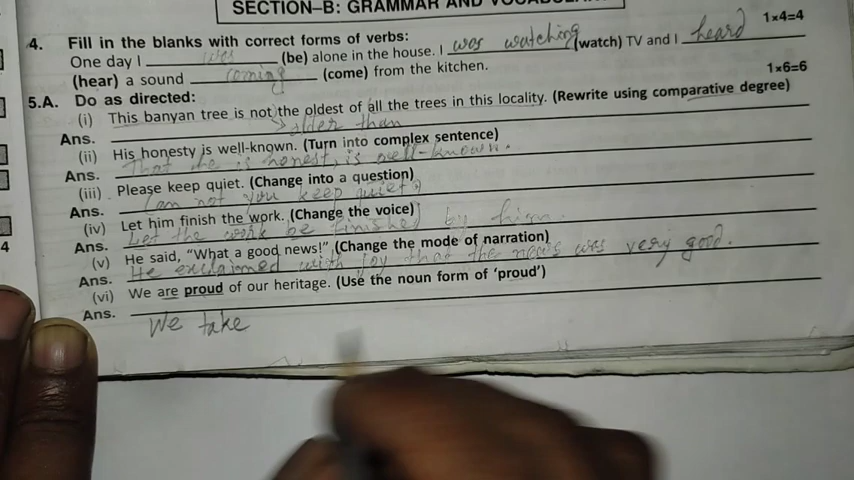 SECTION–B: GRAMMAR AND
4. Fill in the blanks with correct forms of verbs: 1×4=4
One day I was (be) alone in the house. I was watching (watch) TV and I heard
(hear) a sound coming (come) from the kitchen.
5.A. Do as directed: 1×6=6
(i) This banyan tree is not the oldest of all the trees in this locality. (Rewrite using comparative degree)
Ans. older than
(ii) His honesty is well-known. (Turn into complex sentence)
Ans. That he is honest, is well-known.
(iii) Please keep quiet. (Change into a question)
Ans. not you keep quiet?
(iv) Let him finish the work. (Change the voice)
Ans. Let the work be finished by him.
(v) He said, "What a good news!" (Change the mode of narration)
Ans. He exclaimed with joy that the news was very good.
(vi) We are proud of our heritage. (Use the noun form of 'proud')
Ans. We take
4